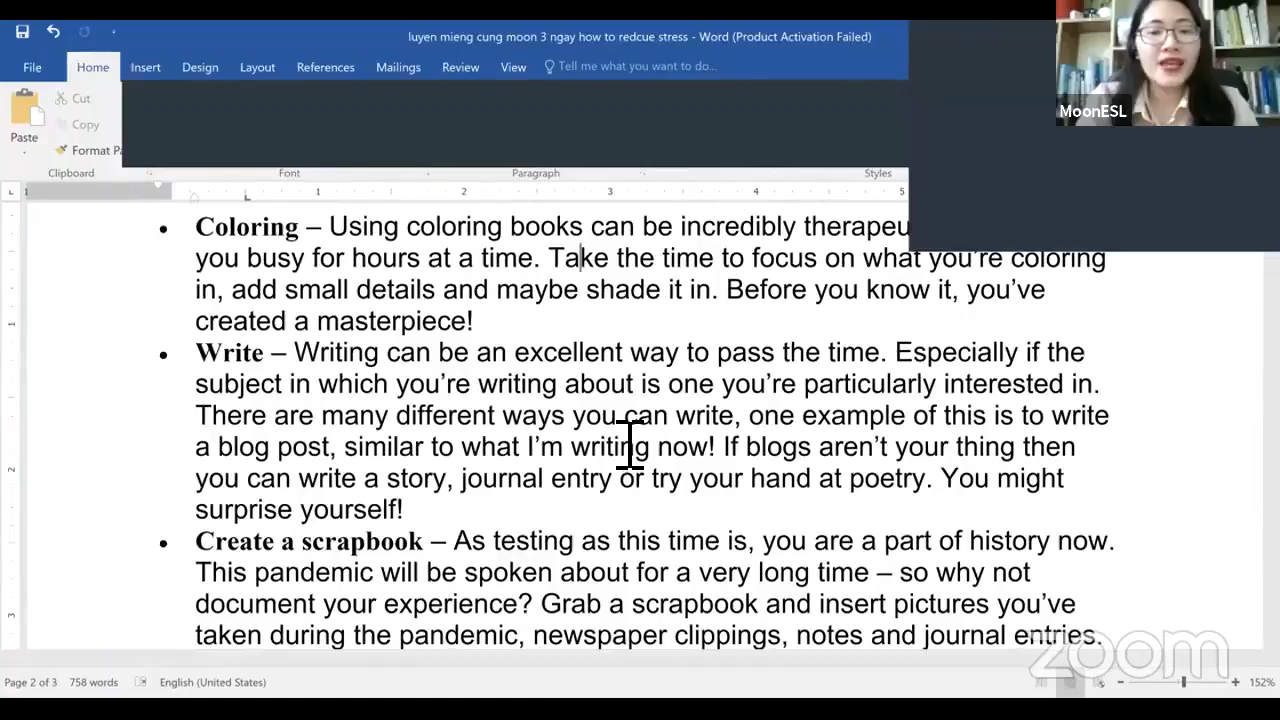 luyen mieng cung moon 3 ngay how to redcue stress - Word (Product Activation Failed)
File Home Insert Design Layout References Mailings Review View Tell me what you want to do...
Cut
Copy
Paste
Format Pa
Clipboard Font Paragraph Styles
MoonESL
1 1 2 3 4 5
Coloring – Using coloring books can be incredibly therapeu
you busy for hours at a time. Take the time to focus on what you're coloring
in, add small details and maybe shade it in. Before you know it, you've
created a masterpiece!
Write – Writing can be an excellent way to pass the time. Especially if the
subject in which you're writing about is one you're particularly interested in.
There are many different ways you can write, one example of this is to write
a blog post, similar to what I'm writing now! If blogs aren't your thing then
you can write a story, journal entry or try your hand at poetry. You might
surprise yourself!
Create a scrapbook – As testing as this time is, you are a part of history now.
This pandemic will be spoken about for a very long time – so why not
document your experience? Grab a scrapbook and insert pictures you've
taken during the pandemic, newspaper clippings, notes and journal entries.
1
2
3
zoom
Page 2 of 3 758 words English (United States) 152%